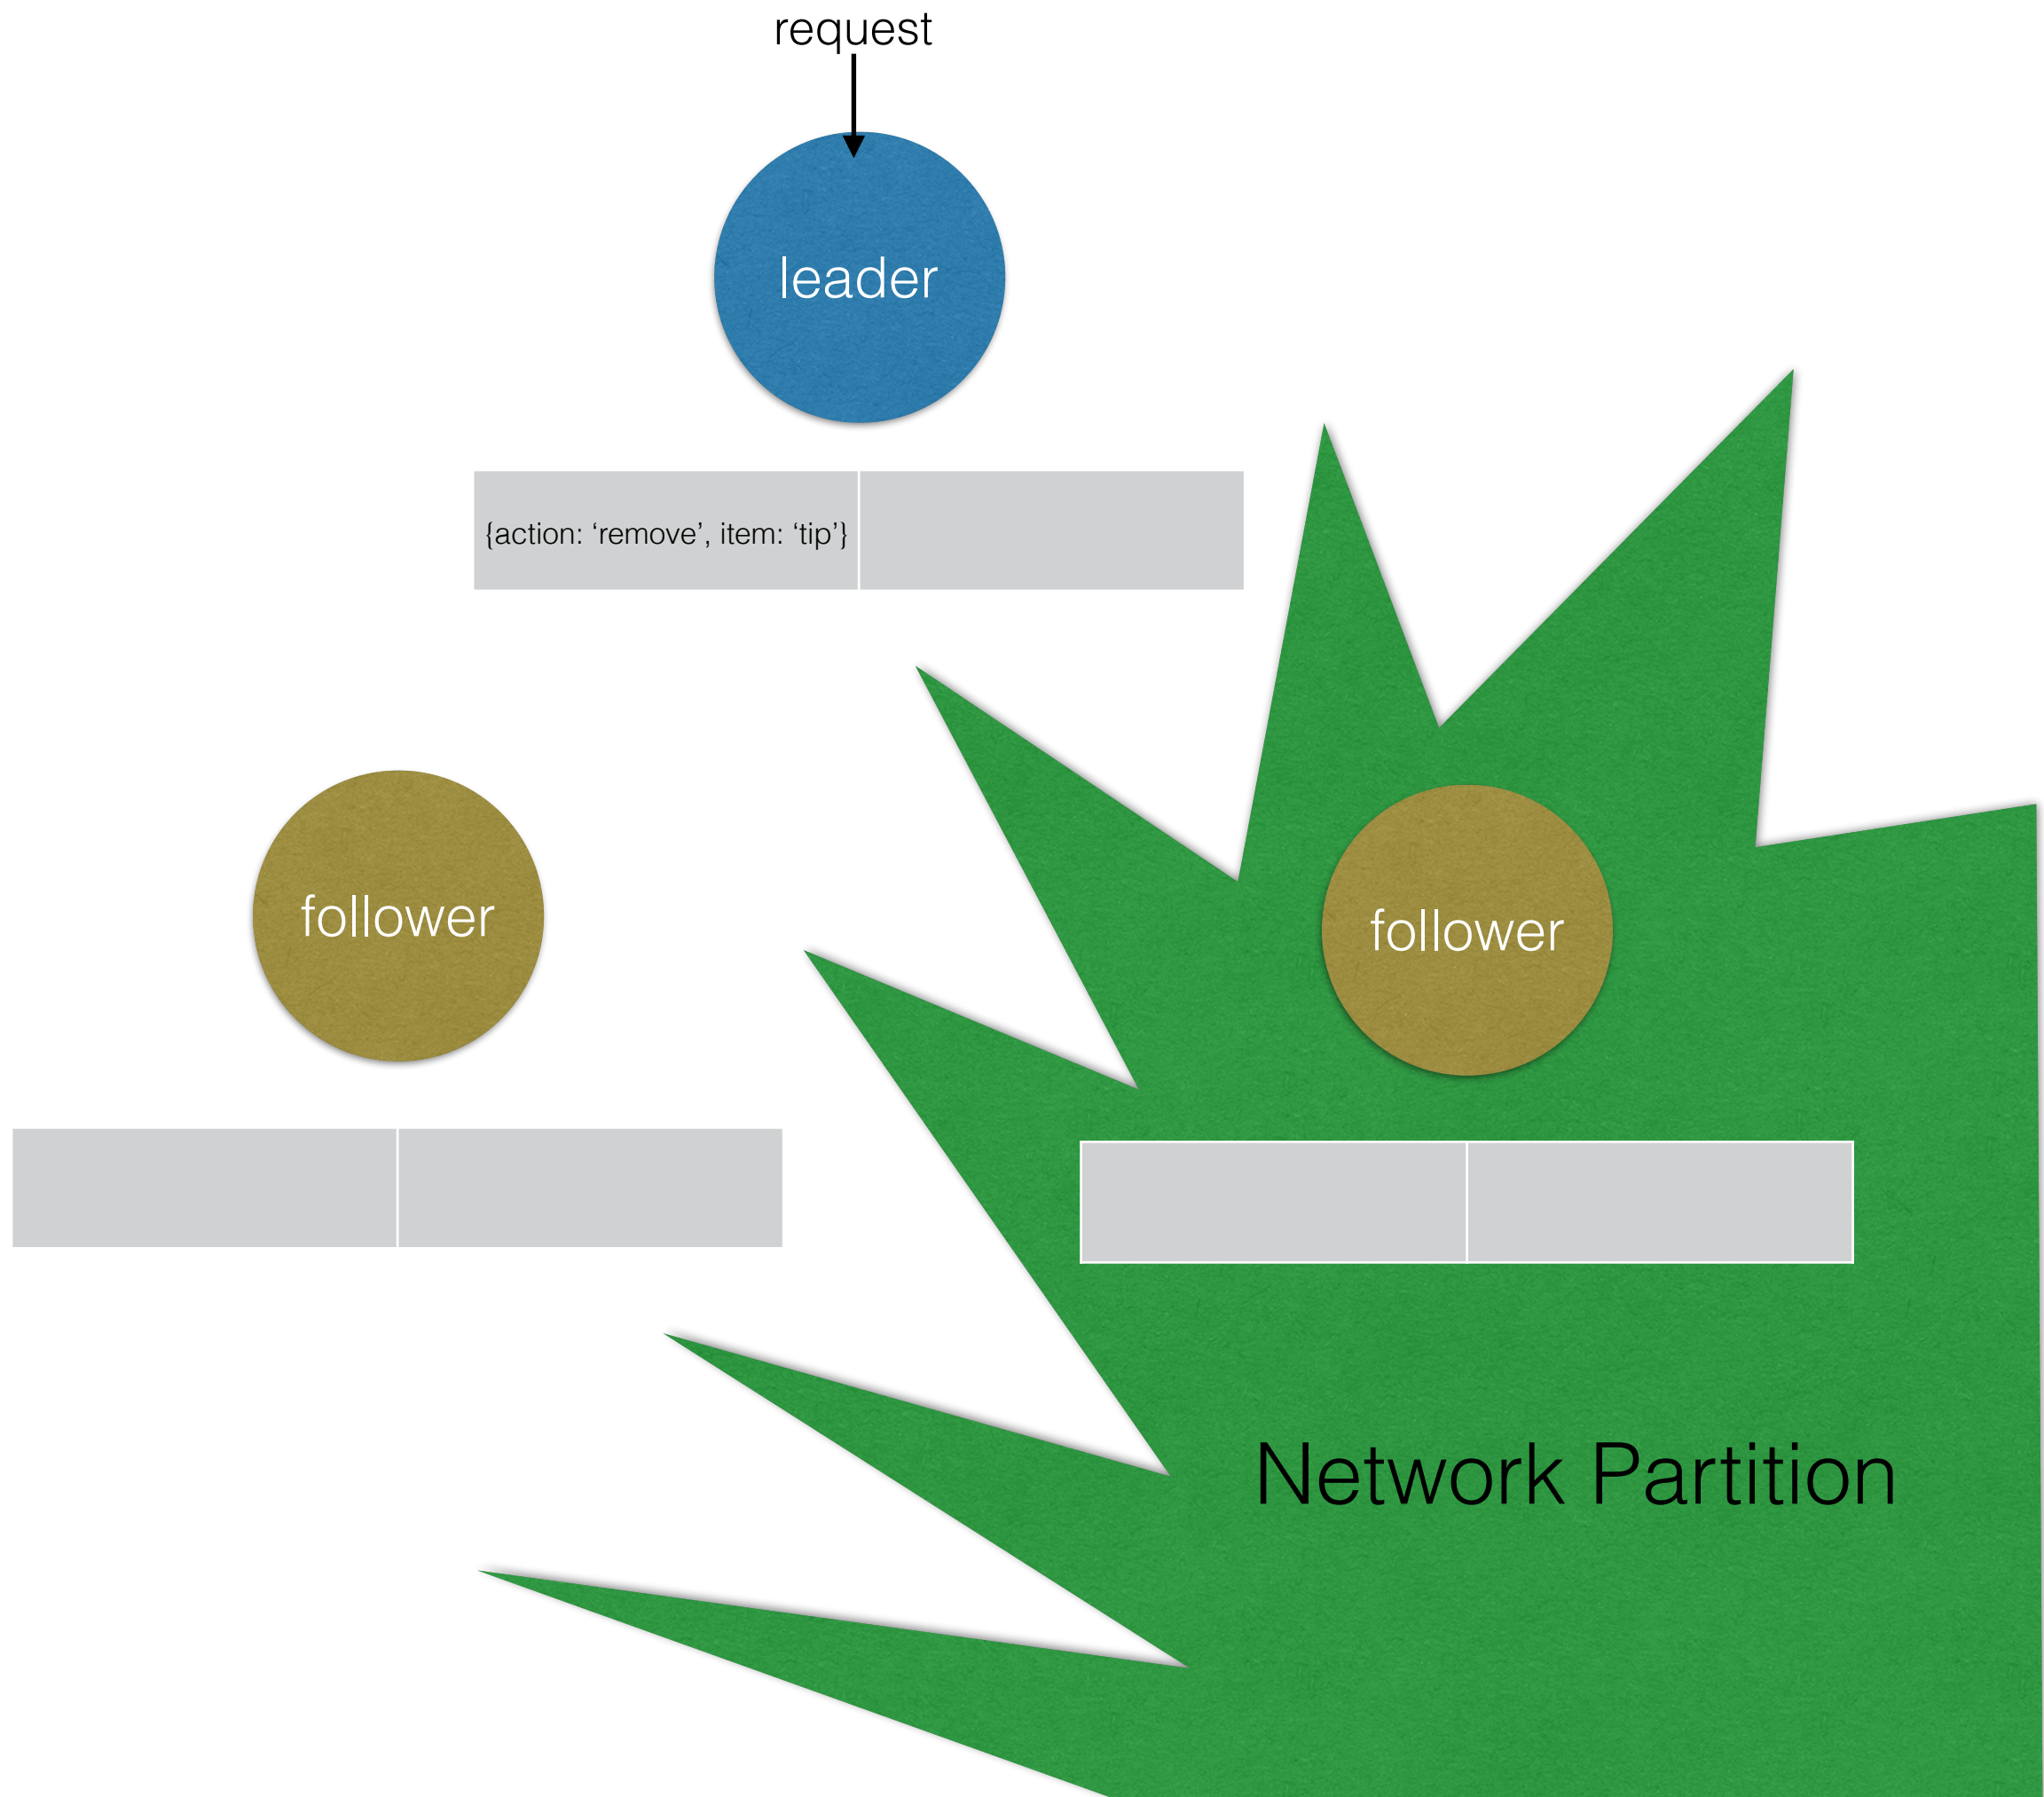 request
leader
{action: ‘remove’, item: ‘tip’}
follower
follower
Network Partition